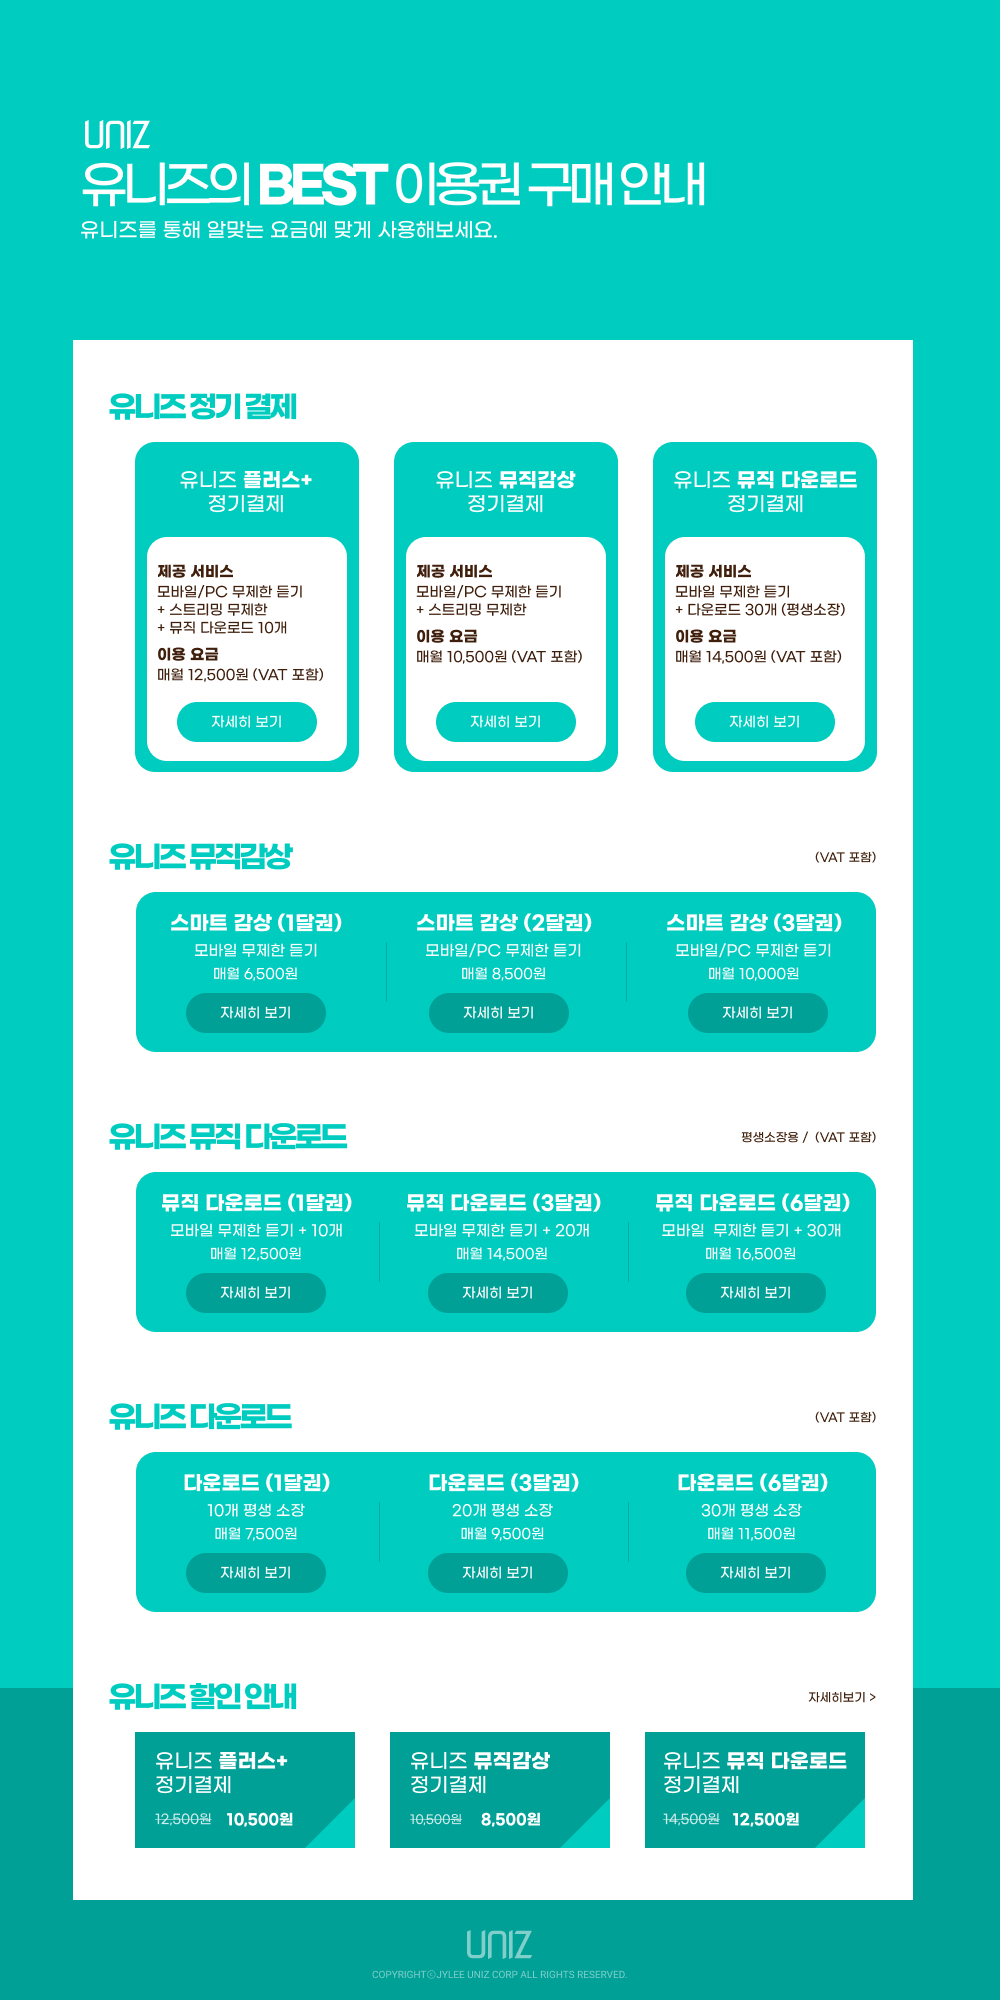 UNIZ
유니즈의 BEST 이용권 구매 안내
유니즈를 통해 알맞는 요금에 맞게 사용해보세요.
유니즈 정기 결제
유니즈 플러스+
정기결제
제공 서비스
모바일/PC 무제한 듣기
+ 스트리밍 무제한
+ 뮤직 다운로드 10개
이용 요금
매월 12,500원 (VAT 포함)
자세히 보기
유니즈 뮤직감상
정기결제
제공 서비스
모바일/PC 무제한 듣기
+ 스트리밍 무제한
이용 요금
매월 10,500원 (VAT 포함)
자세히 보기
유니즈 뮤직 다운로드
정기결제
제공 서비스
모바일 무제한 듣기
+ 다운로드 30개 (평생소장)
이용 요금
매월 14,500원 (VAT 포함)
자세히 보기
유니즈 뮤직감상
(VAT 포함)
스마트 감상 (1달권)
모바일 무제한 듣기
매월 6,500원
자세히 보기
스마트 감상 (2달권)
모바일/PC 무제한 듣기
매월 8,500원
자세히 보기
스마트 감상 (3달권)
모바일/PC 무제한 듣기
매월 10,000원
자세히 보기
유니즈 뮤직 다운로드
평생소장용 / (VAT 포함)
뮤직 다운로드 (1달권)
모바일 무제한 듣기 + 10개
매월 12,500원
자세히 보기
뮤직 다운로드 (3달권)
모바일 무제한 듣기 + 20개
매월 14,500원
자세히 보기
뮤직 다운로드 (6달권)
모바일 무제한 듣기 + 30개
매월 16,500원
자세히 보기
유니즈 다운로드
(VAT 포함)
다운로드 (1달권)
10개 평생 소장
매월 7,500원
자세히 보기
다운로드 (3달권)
20개 평생 소장
매월 9,500원
자세히 보기
다운로드 (6달권)
30개 평생 소장
매월 11,500원
자세히 보기
유니즈 할인 안내
자세히보기 >
유니즈 플러스+
정기결제
12,500원 10,500원
유니즈 뮤직감상
정기결제
10,500원 8,500원
유니즈 뮤직 다운로드
정기결제
14,500원 12,500원
UNIZ
COPYRIGHTⓒJYLEE UNIZ CORP ALL RIGHTS RESERVED.